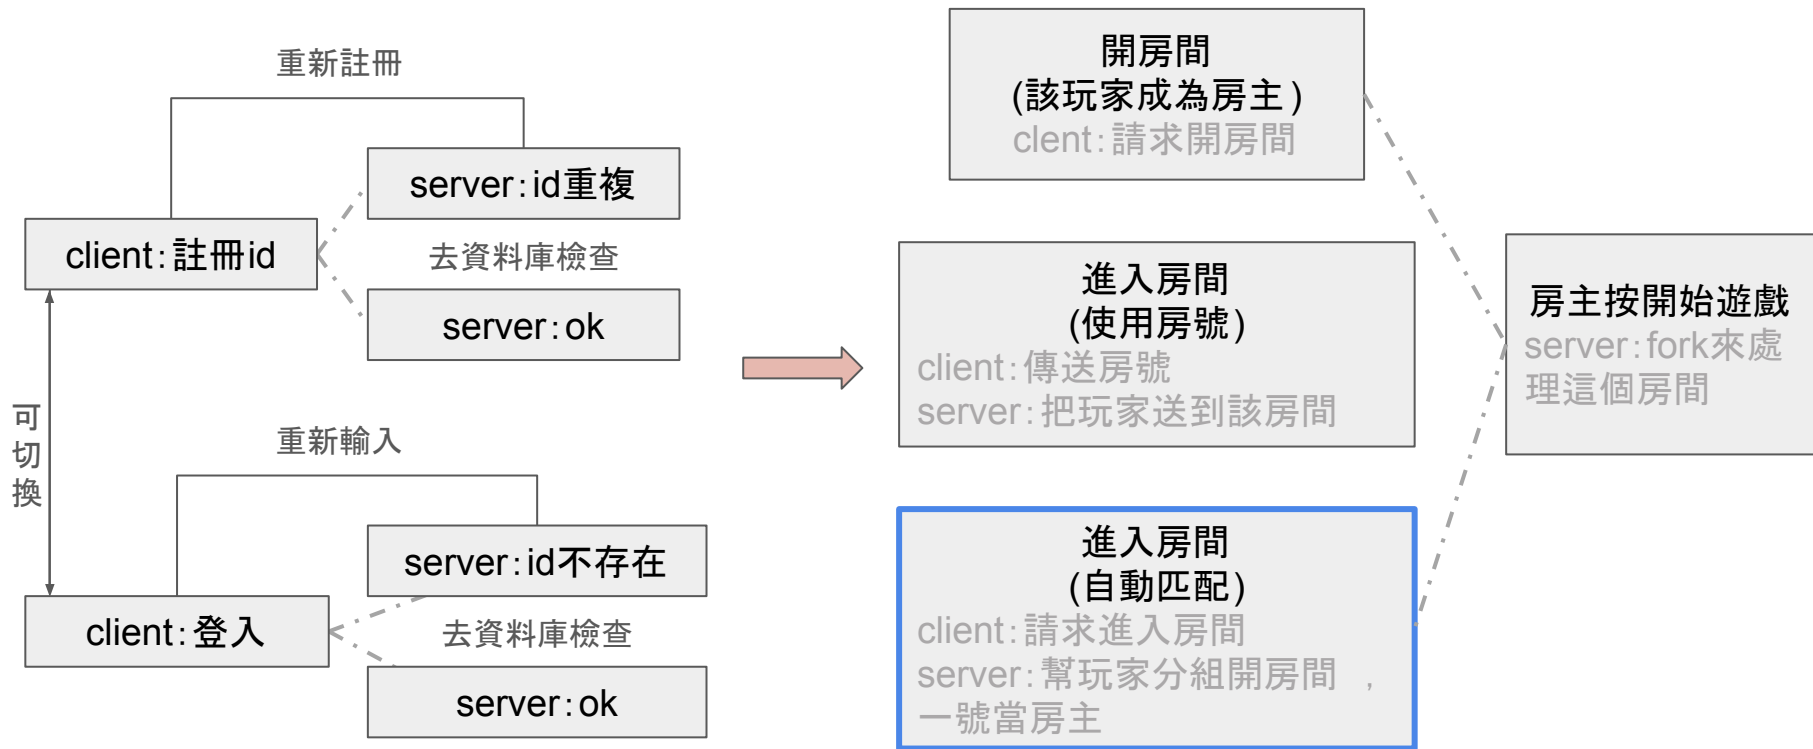 重新註冊
server:id重複
client:註冊id
去資料庫檢查
server:ok
可
切
換
重新輸入
server:id不存在
client:登入
去資料庫檢查
server:ok
開房間
(該玩家成為房主)
clent:請求開房間
進入房間
(使用房號)
client:傳送房號
server:把玩家送到該房間
進入房間
(自動匹配)
client:請求進入房間
server:幫玩家分組開房間 ，
一號當房主
房主按開始遊戲
server:fork來處
理這個房間